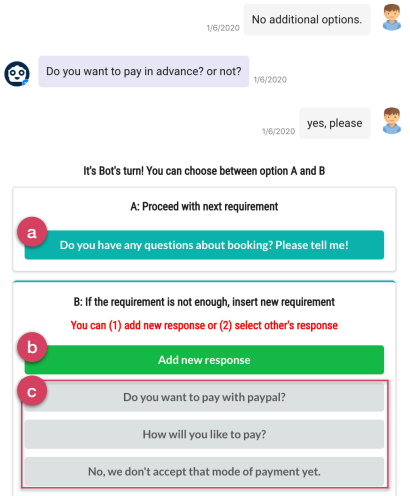 No additional options.
1/6/2020
Do you want to pay in advance? or not?
1/6/2020
yes, please
1/6/2020
It's Bot's turn! You can choose between option A and B
A: Proceed with next requirement
a
Do you have any questions about booking? Please tell me!
B: If the requirement is not enough, insert new requirement
You can (1) add new response or (2) select other's response
b
Add new response
c
Do you want to pay with paypal?
How will you like to pay?
No, we don't accept that mode of payment yet.